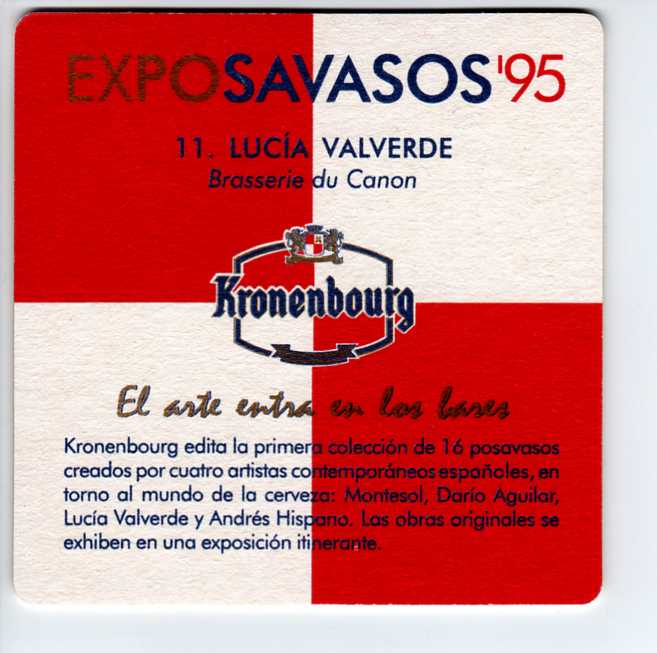 EXPOSAVASOS '95
11. LUCÍA VALVERDE
Brasserie du Canon
Kronenbourg
El arte entra en los bares
Kronenbourg edita la primera colección de 16 posavasos
creados por cuatro artistas contemporáneos españoles, en
torno al mundo de la cerveza: Montesol, Darío Aguilar,
Lucía Valverde y Andrés Hispano. Las obras originales se
exhiben en una exposición itinerante.